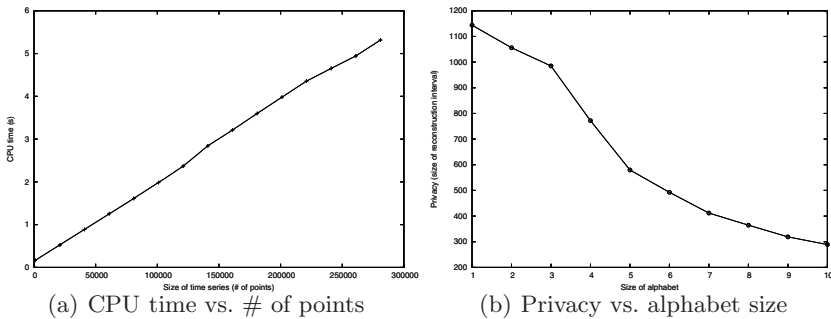 6
5
4
3
2
1
0
CPU time (s)
0 50000 100000 150000 200000 250000 300000
Size of time series (# of points)
(a) CPU time vs. # of points
1200
1100
1000
900
800
700
600
500
400
300
200
Privacy (size of reconstruction interval)
1 2 3 4 5 6 7 8 9 10
Size of alphabet
(b) Privacy vs. alphabet size